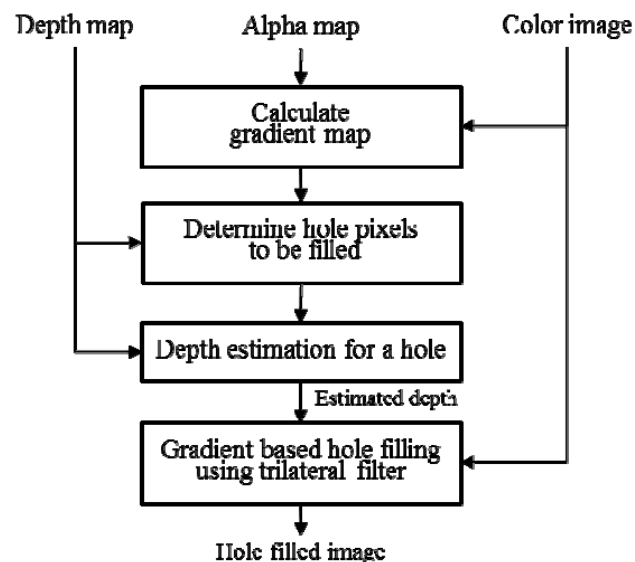 Depth map
Alpha map
Color image
Calculate
gradient map
Determine hole pixels
to be filled
Depth estimation for a hole
Estimated depth
Gradient based hole filling
using trilateral filter
Hole filled image